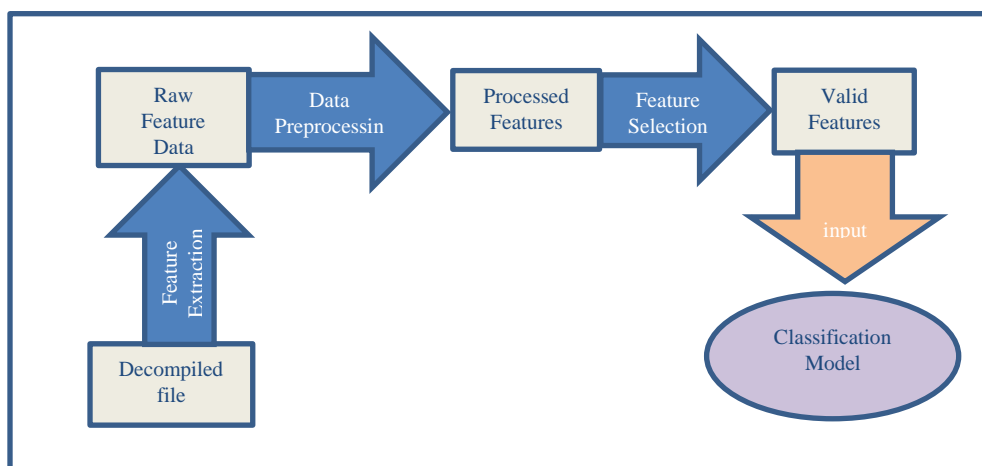 Raw
Feature
Data
Data
Preprocessin
Processed
Features
Feature
Selection
Valid
Features
Feature
Extraction
input
Decompiled
file
Classification
Model